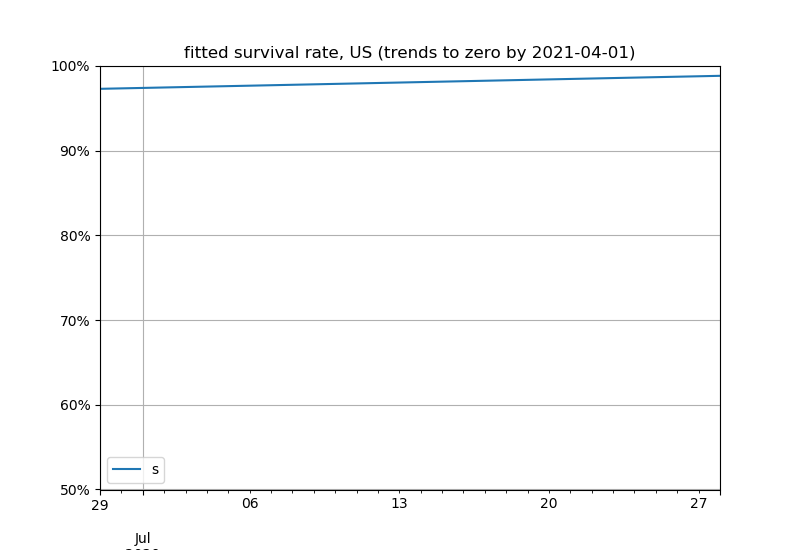 fitted survival rate, US (trends to zero by 2021-04-01)
100%
90%
80%
70%
60%
50%
s
29 06 13 20 27
Jul